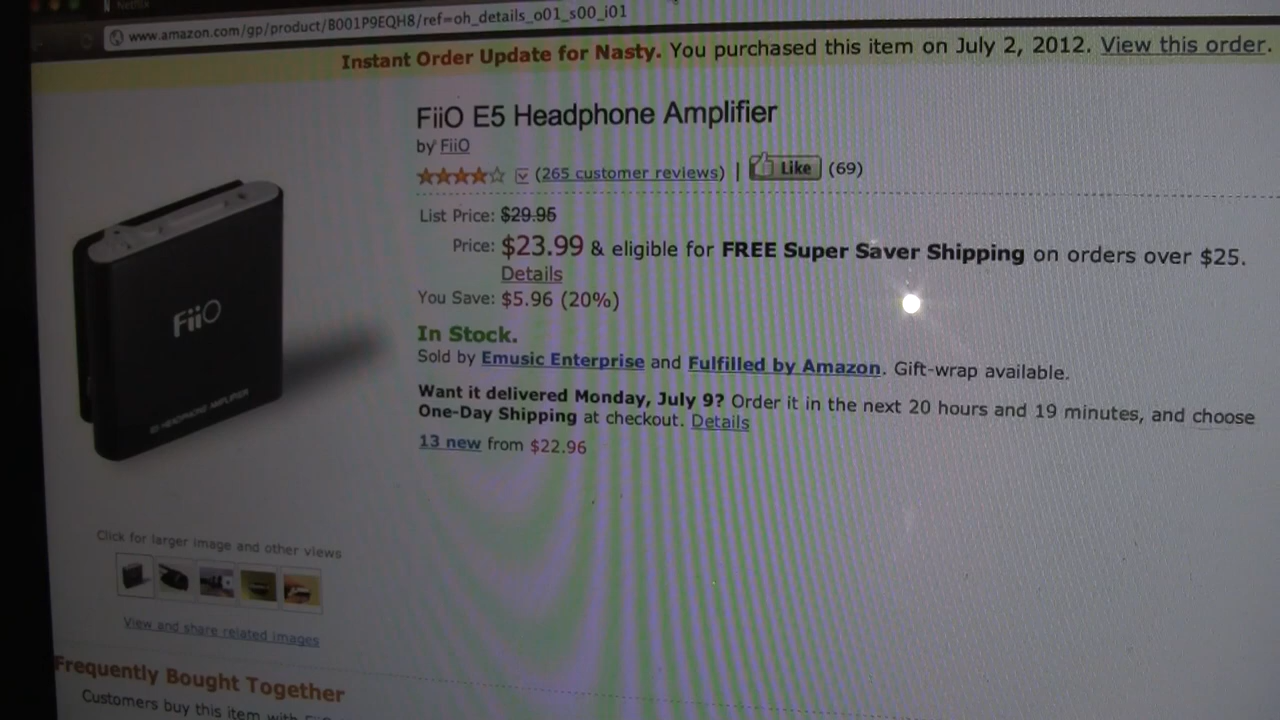 Netflix
www.amazon.com/gp/product/B001P9EQH8/ref=oh_details_o01_s00_i01
Instant Order Update for Nasty. You purchased this item on July 2, 2012. View this order.
FiiO E5 Headphone Amplifier
by FiiO
(265 customer reviews) | Like (69)
List Price: $29.95
Price: $23.99 & eligible for FREE Super Saver Shipping on orders over $25.
Details
You Save: $5.96 (20%)
In Stock.
Sold by Emusic Enterprise and Fulfilled by Amazon. Gift-wrap available.
Want it delivered Monday, July 9? Order it in the next 20 hours and 19 minutes, and choose
One-Day Shipping at checkout. Details
13 new from $22.96
FiiO
E5 HEADPHONE AMPLIFIER
Click for larger image and other views
View and share related images
Frequently Bought Together
Customers buy this item with